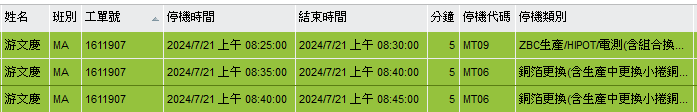 姓名 班別 工單號 停機時間 結束時間 分鐘 停機代碼 停機類別
游文慶 MA 1611907 2024/7/21 上午 08:25:00 2024/7/21 上午 08:30:00 5 MT09 ZBC生產/HIPOT/電測(含組合換...
游文慶 MA 1611907 2024/7/21 上午 08:35:00 2024/7/21 上午 08:40:00 5 MT06 銅箔更換(含生產中更換小捲銅...
游文慶 MA 1611907 2024/7/21 上午 08:40:00 2024/7/21 上午 08:45:00 5 MT06 銅箔更換(含生產中更換小捲銅...